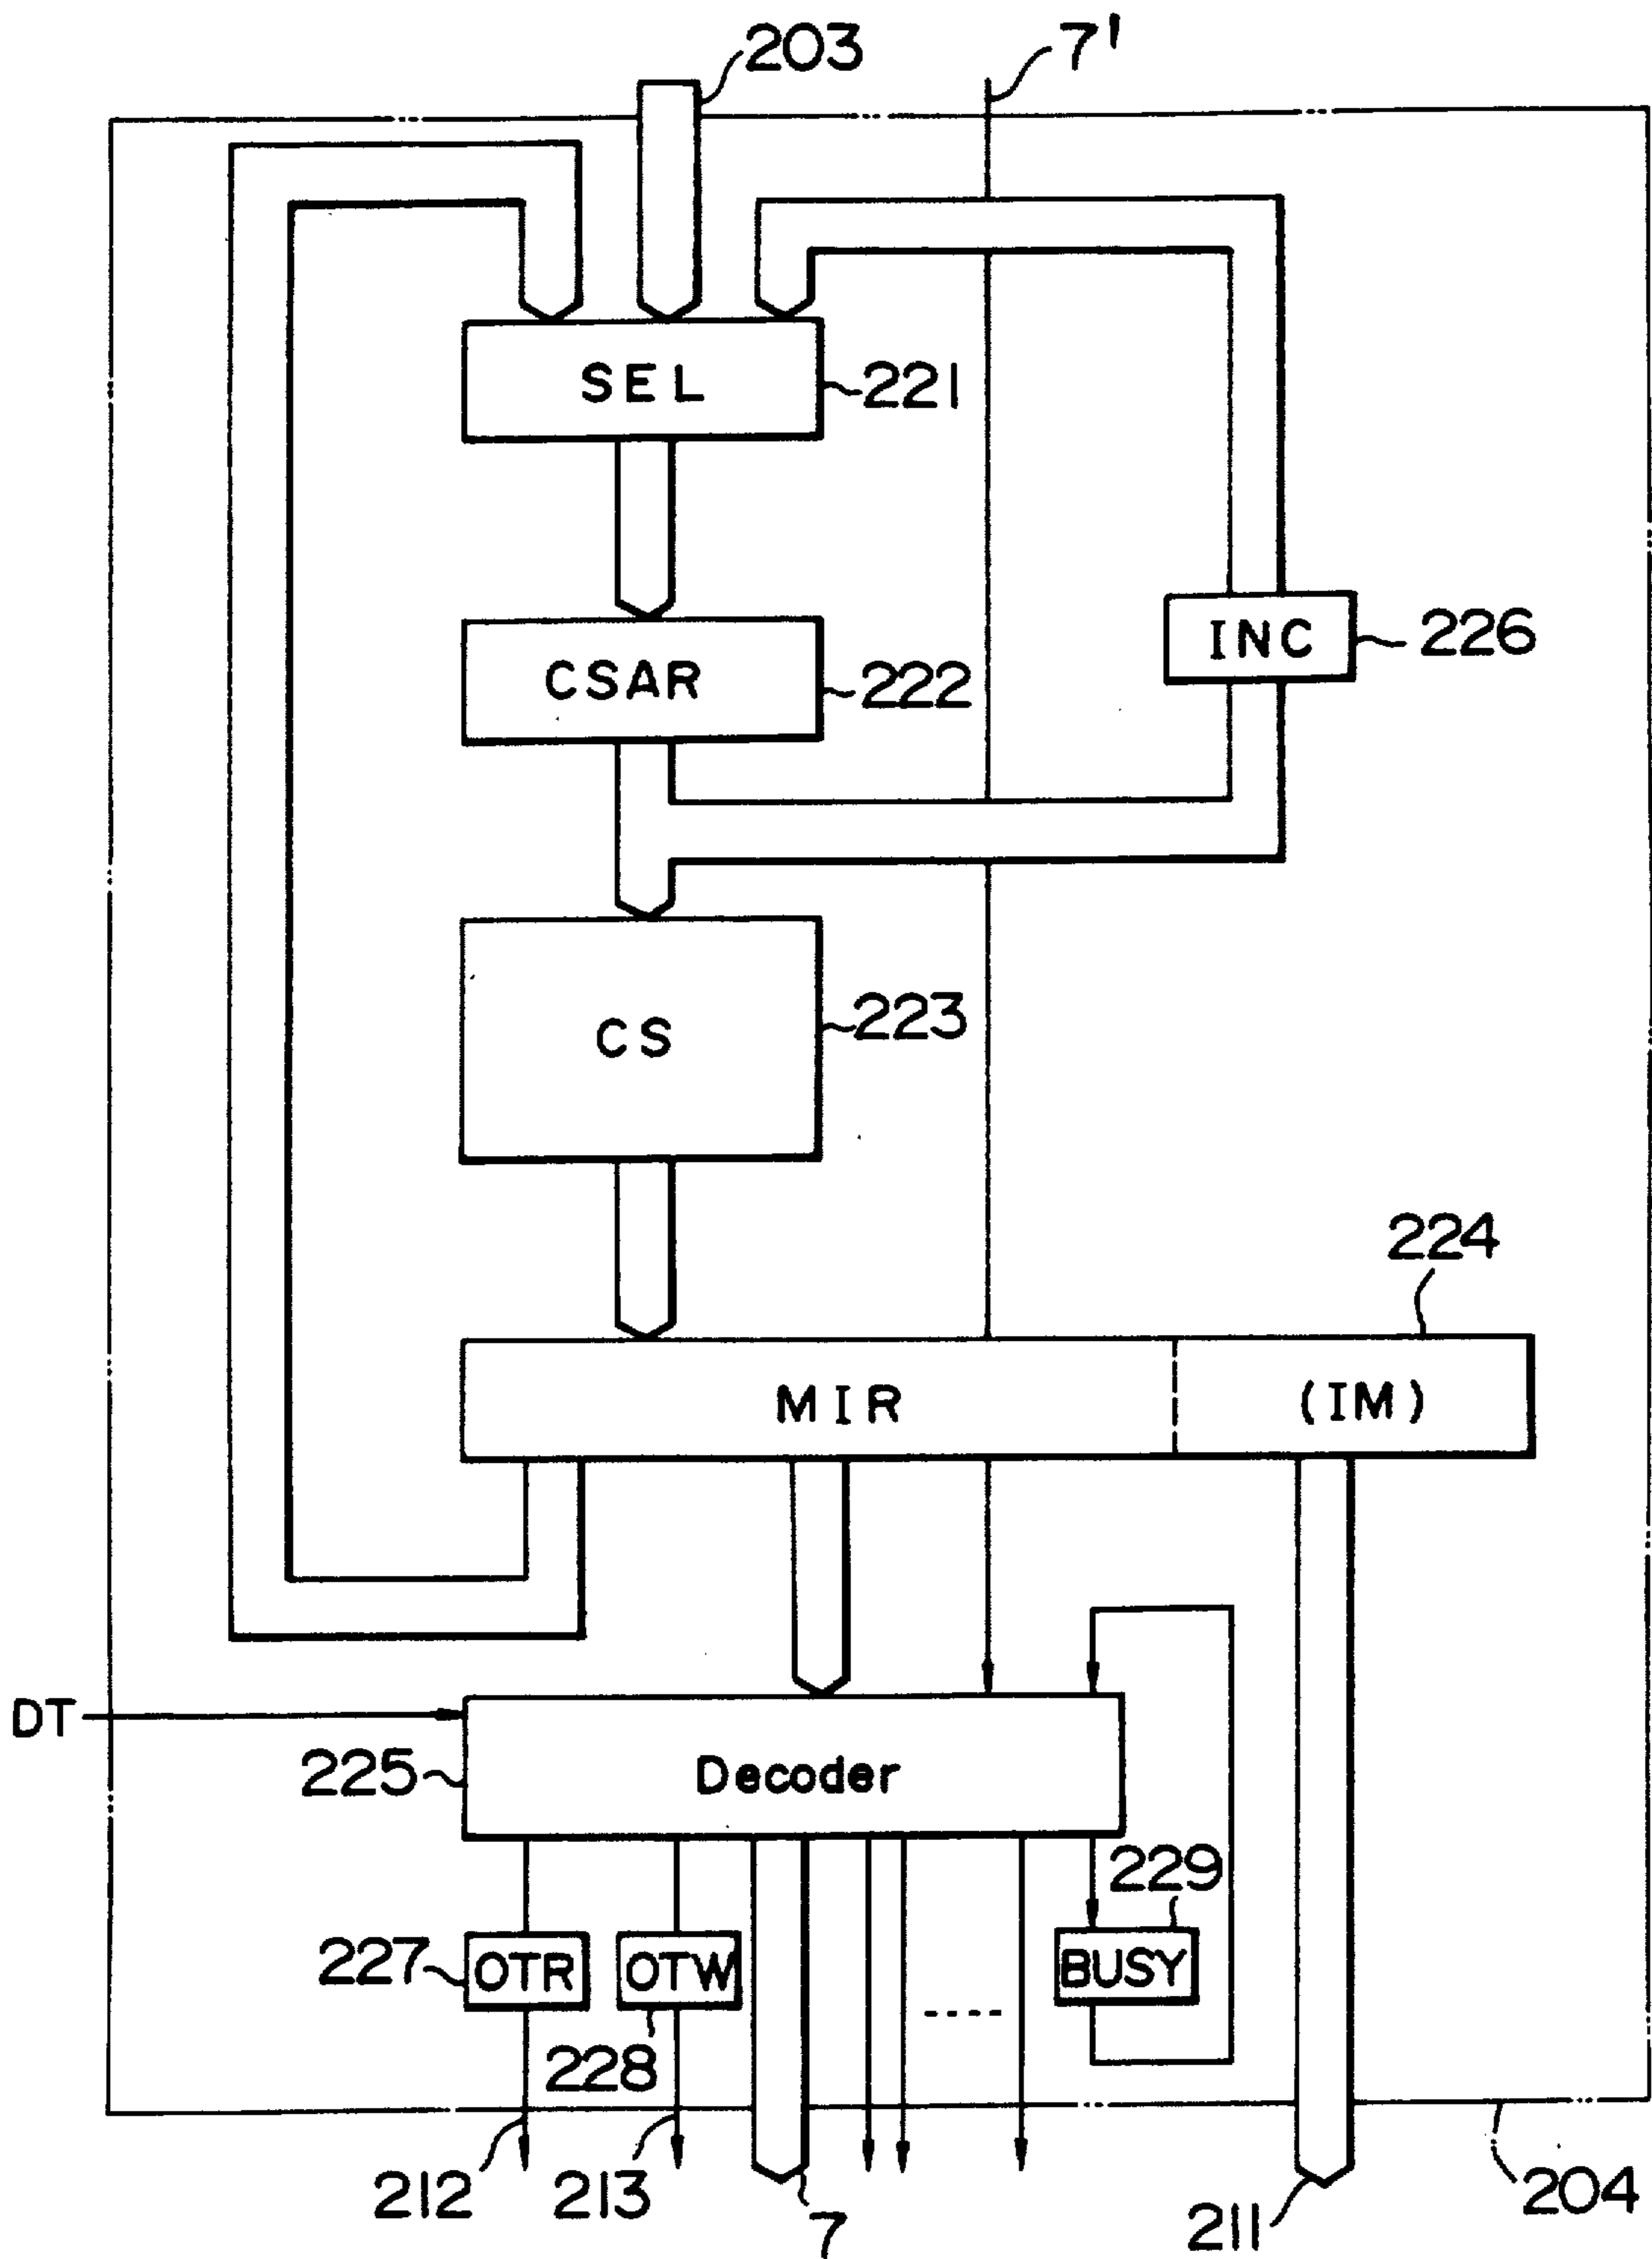 203
7'
SEL
221
INC
226
CSAR
222
CS
223
224
MIR
(IM)
DT
225
Decoder
229
227
OTR
OTW
BUSY
228
212
213
7
211
204